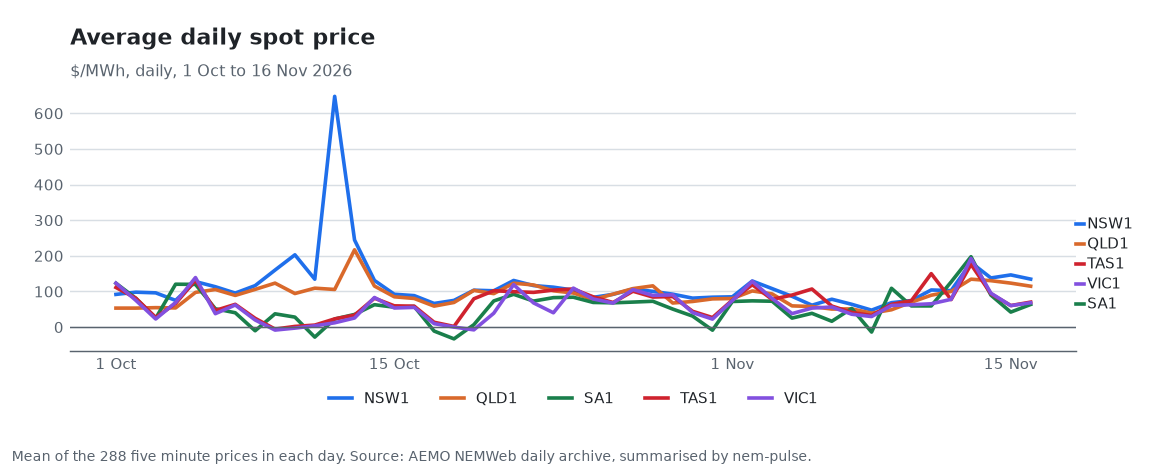 Average daily spot price
$/MWh, daily, 1 Oct to 16 Nov 2026
600
500
400
300
200
100
0
NSW1
QLD1
TAS1
VIC1
SA1
1 Oct
15 Oct
1 Nov
15 Nov
NSW1 QLD1 SA1 TAS1 VIC1
Mean of the 288 five minute prices in each day. Source: AEMO NEMWeb daily archive, summarised by nem-pulse.